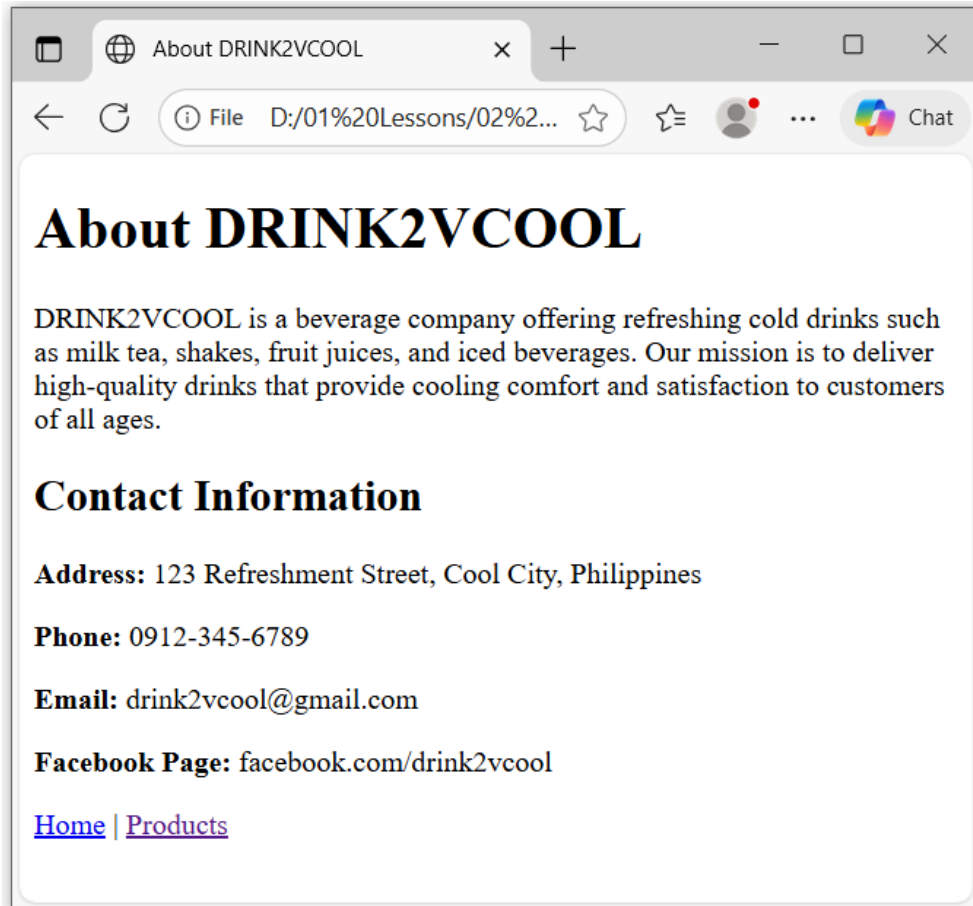 About DRINK2VCOOL
File D:/01%20Lessons/02%2...
Chat
About DRINK2VCOOL
DRINK2VCOOL is a beverage company offering refreshing cold drinks such
as milk tea, shakes, fruit juices, and iced beverages. Our mission is to deliver
high-quality drinks that provide cooling comfort and satisfaction to customers
of all ages.
Contact Information
Address: 123 Refreshment Street, Cool City, Philippines
Phone: 0912-345-6789
Email: drink2vcool@gmail.com
Facebook Page: facebook.com/drink2vcool
Home | Products